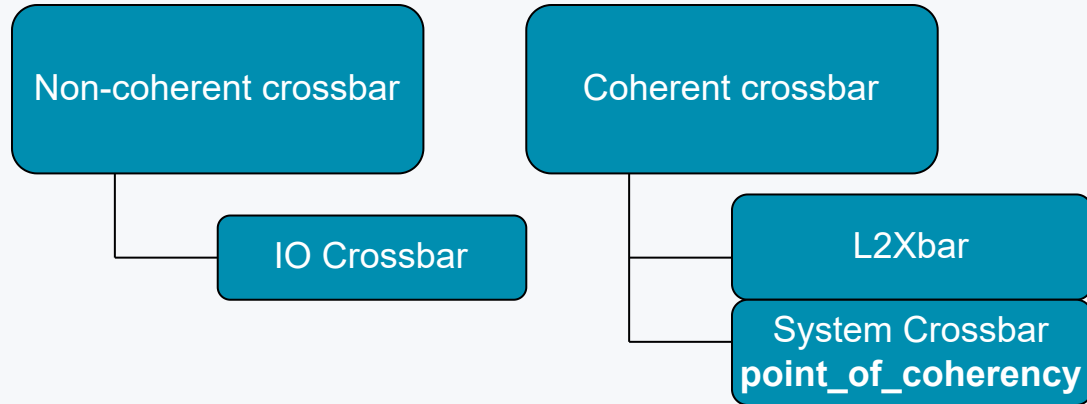 Non-coherent crossbar
Coherent crossbar
IO Crossbar
L2Xbar
System Crossbar
point_of_coherency